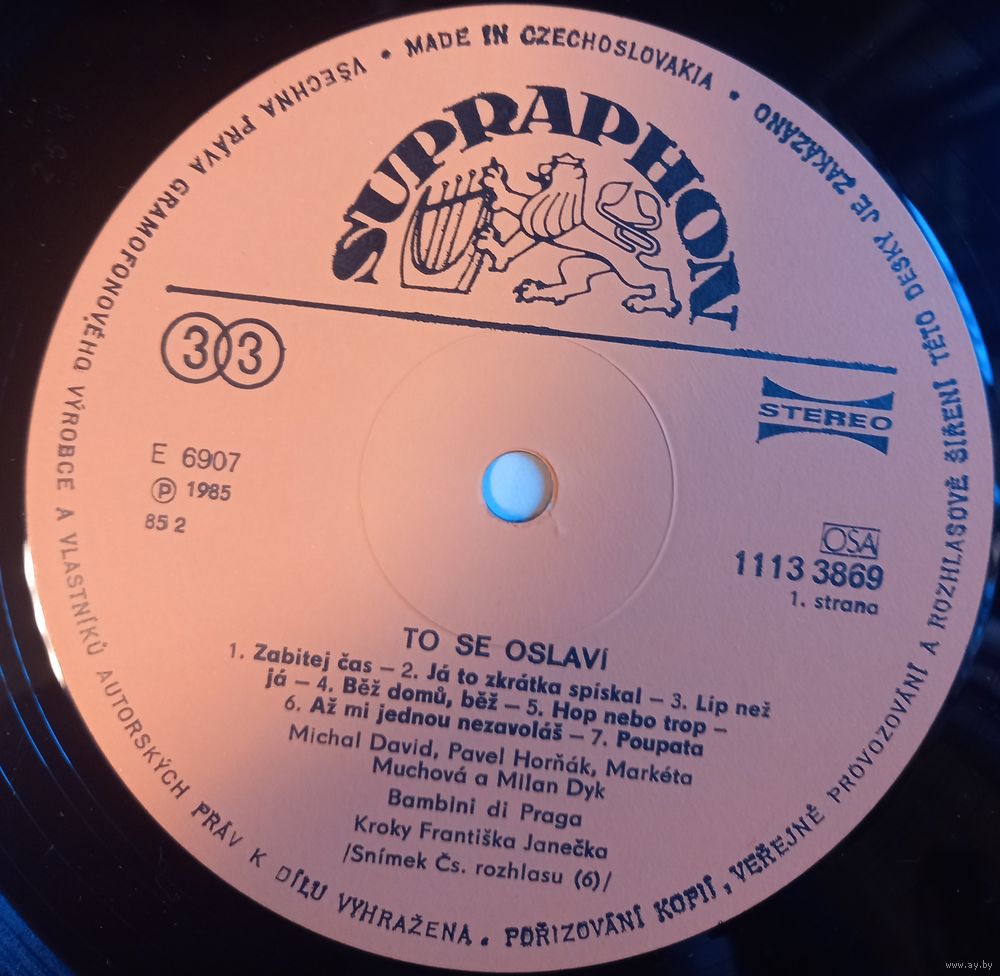 VŠECHNA PRÁVA GRAMOFONOVÉHO VÝROBCE A VLASTNÍKŮ AUTORSKÝCH PRÁV K DÍLU VYHRAŽENA. POŘIZOVÁNÍ KOPIÍ, VEŘEJNÉ PROVOZOVÁNÍ A ROZHLASOVÉ ŠÍŘENÍ TÉTO DESKY JE ZAKÁZÁNO • MADE IN CZECHOSLOVAKIA •
SUPRAPHON
33
STEREO
E 6907
Ⓟ 1985
85 2
OSA
1113 3869
1. strana
TO SE OSLAVÍ
1. Zabitej čas – 2. Já to zkrátka spískal – 3. Líp než
já – 4. Běž domů, běž – 5. Hop nebo trop –
6. Až mi jednou nezavoláš – 7. Poupata
Michal David, Pavel Horňák, Markéta
Muchová a Milan Dyk
Bambini di Praga
Kroky Františka Janečka
/Snímek Čs. rozhlasu (6)/
www.ay.by